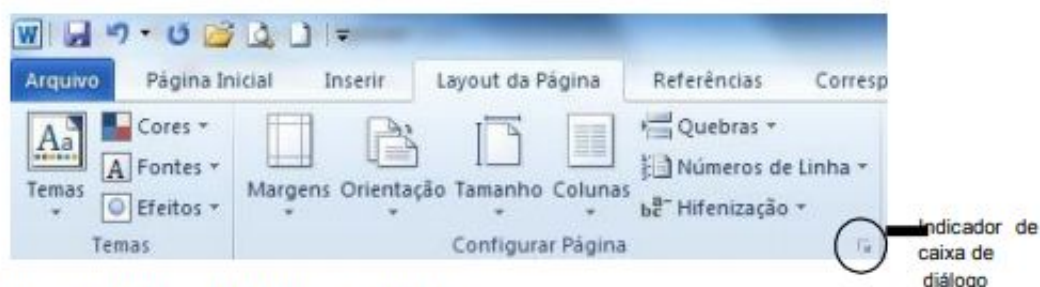 W
Arquivo Página Inicial Inserir Layout da Página Referências Corresp
Aa Cores
A Fontes
Efeitos
Temas
Margens Orientação Tamanho Colunas
Quebras
Números de Linha
Hifenização
Temas Configurar Página
Indicador de
caixa de
diálogo